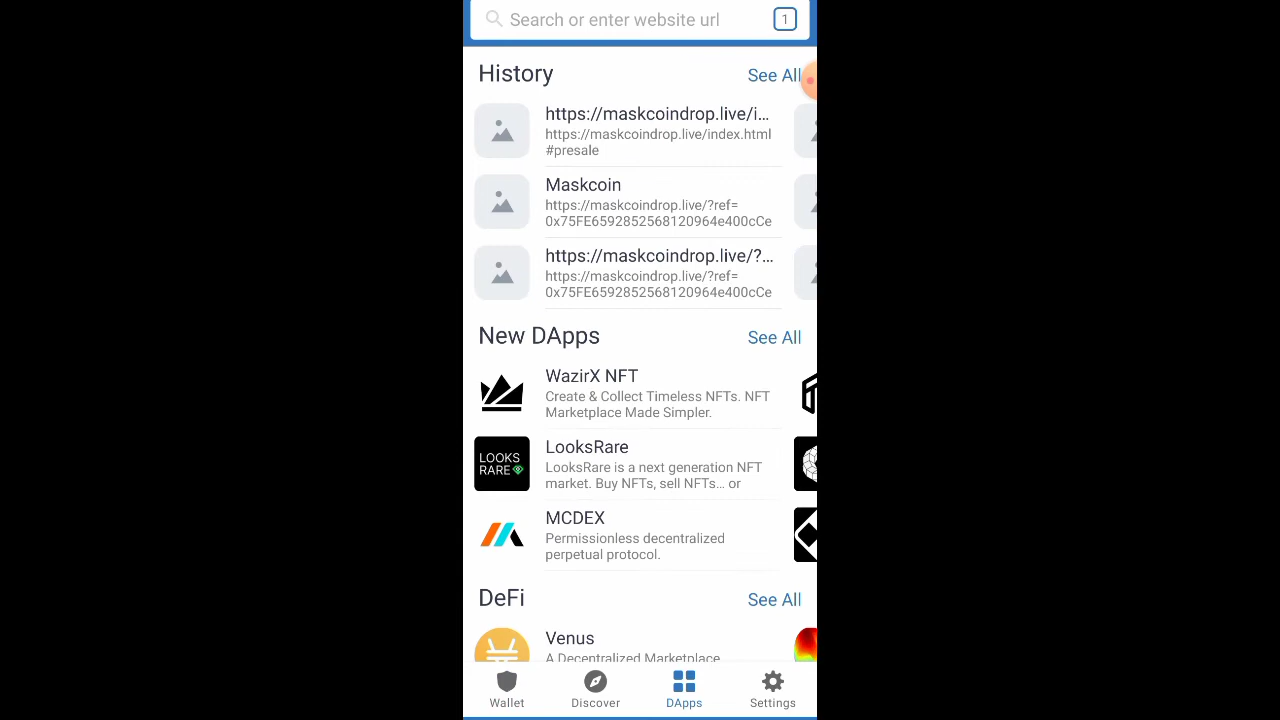 Search or enter website url
1
History
See All
https://maskcoindrop.live/i...
https://maskcoindrop.live/index.html
#presale
Maskcoin
https://maskcoindrop.live/?ref=
0x75FE6592852568120964e400cCe
https://maskcoindrop.live/?...
https://maskcoindrop.live/?ref=
0x75FE6592852568120964e400cCe
New DApps
See All
WazirX NFT
Create & Collect Timeless NFTs. NFT
Marketplace Made Simpler.
LOOKS
RARE
LooksRare
LooksRare is a next generation NFT
market. Buy NFTs, sell NFTs... or
MCDEX
Permissionless decentralized
perpetual protocol.
DeFi
See All
Venus
A Decentralized Marketplace
Wallet
Discover
DApps
Settings